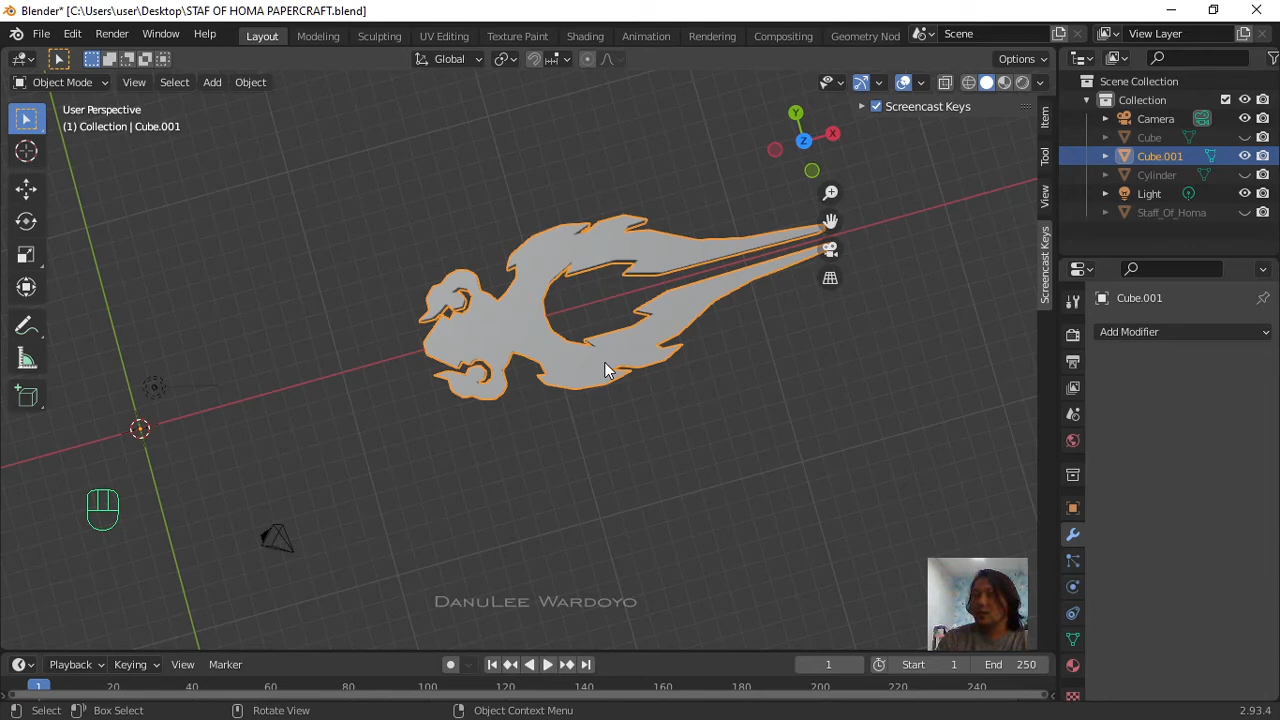 Blender* [C:\Users\user\Desktop\STAF OF HOMA PAPERCRAFT.blend]
File Edit Render Window Help Layout Modeling Sculpting UV Editing Texture Paint Shading Animation Rendering Compositing Geometry Nod Scene View Layer
Global Options
Object Mode View Select Add Object
User Perspective
(1) Collection | Cube.001
Screencast Keys
Y
X
Z
Item
Tool
View
Screencast Keys
Scene Collection
Collection
Camera
Cube
Cube.001
Cylinder
Light
Staff_Of_Homa
Cube.001
Add Modifier
DanuLee Wardoyo
Playback Keying View Marker 1 Start 1 End 250
1 20 40 60 80 100 120 140 160 180 200 220 240
Select Box Select Rotate View Object Context Menu 2.93.4